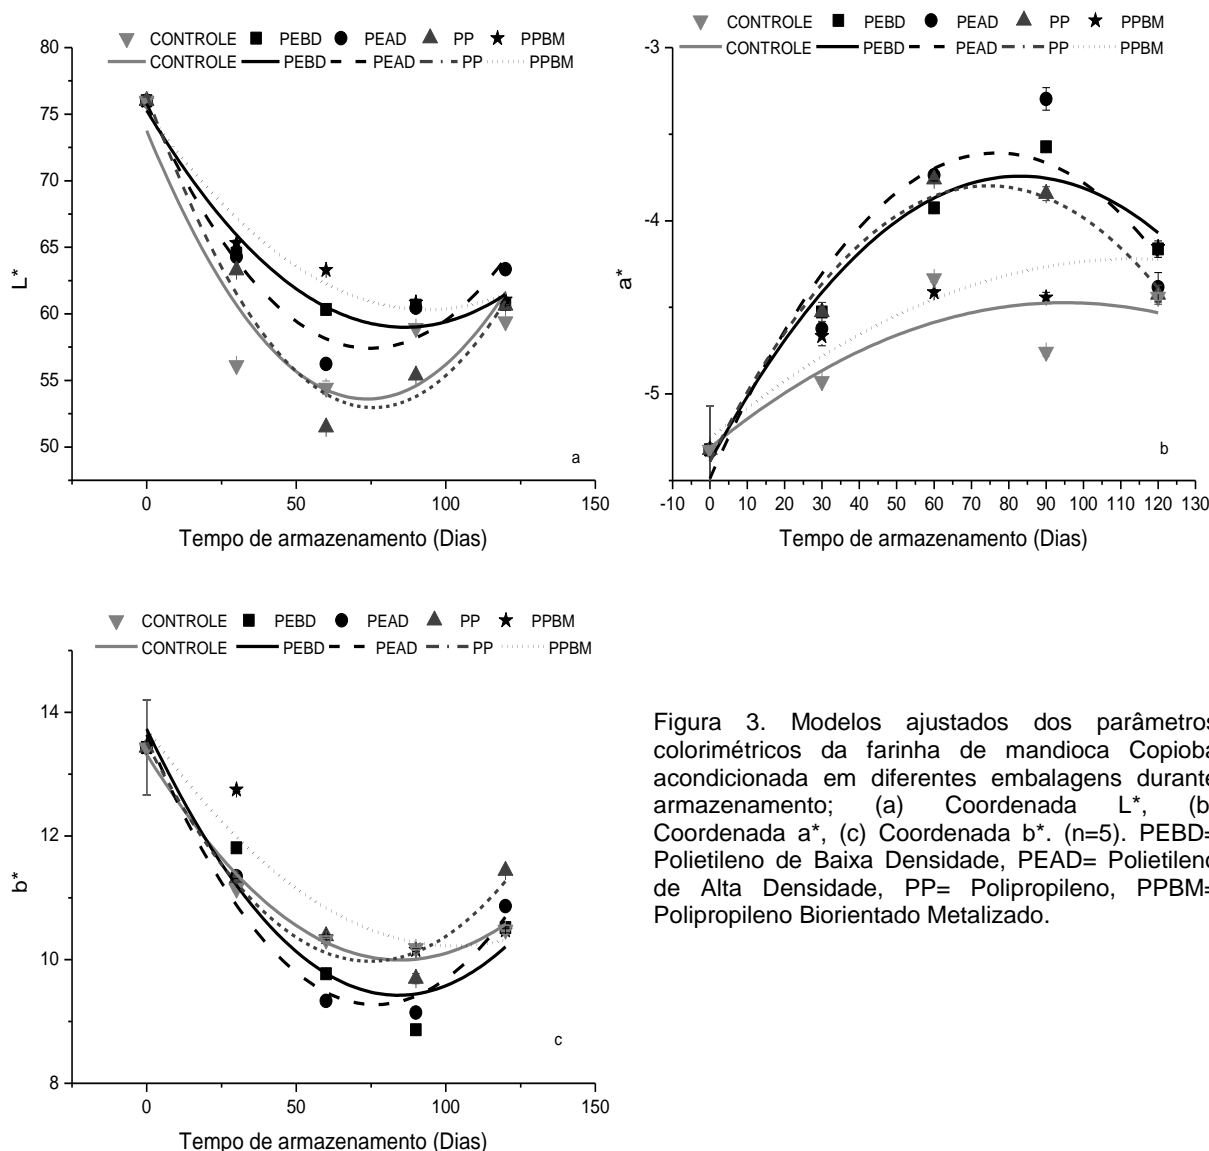 CONTROLE PEBD PEAD PP PPBM
CONTROLE PEBD PEAD PP PPBM
80
75
70
65
60
55
50
L*
0 50 100 150
Tempo de armazenamento (Dias)
a
CONTROLE PEBD PEAD PP PPBM
CONTROLE PEBD PEAD PP PPBM
-3
-4
-5
a*
-10 0 10 20 30 40 50 60 70 80 90 100 110 120 130
Tempo de armazenamento (Dias)
b
CONTROLE PEBD PEAD PP PPBM
CONTROLE PEBD PEAD PP PPBM
14
12
10
8
b*
0 50 100 150
Tempo de armazenamento (Dias)
c
Figura 3. Modelos ajustados dos parâmetros
colorimétricos da farinha de mandioca Copioba
acondicionada em diferentes embalagens durante
armazenamento; (a) Coordenada L*, (b
Coordenada a*, (c) Coordenada b*. (n=5). PEBD=
Polietileno de Baixa Densidade, PEAD= Polietileno
de Alta Densidade, PP= Polipropileno, PPBM=
Polipropileno Biorientado Metalizado.